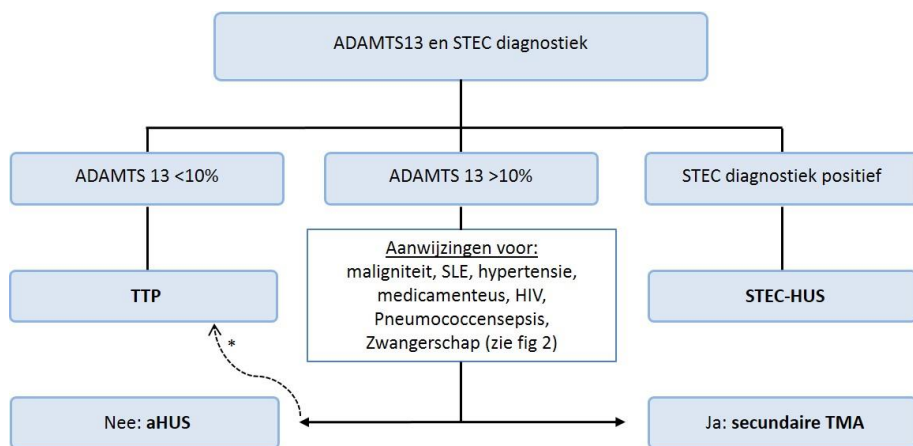 ADAMTS13 en STEC diagnostiek
ADAMTS 13 <10%
ADAMTS 13 >10%
STEC diagnostiek positief
Aanwijzingen voor:
maligniteit, SLE, hypertensie,
medicamenteus, HIV,
Pneumococcensepsis,
Zwangerschap (zie fig 2)
TTP
STEC-HUS
*
Nee: aHUS
Ja: secundaire TMA